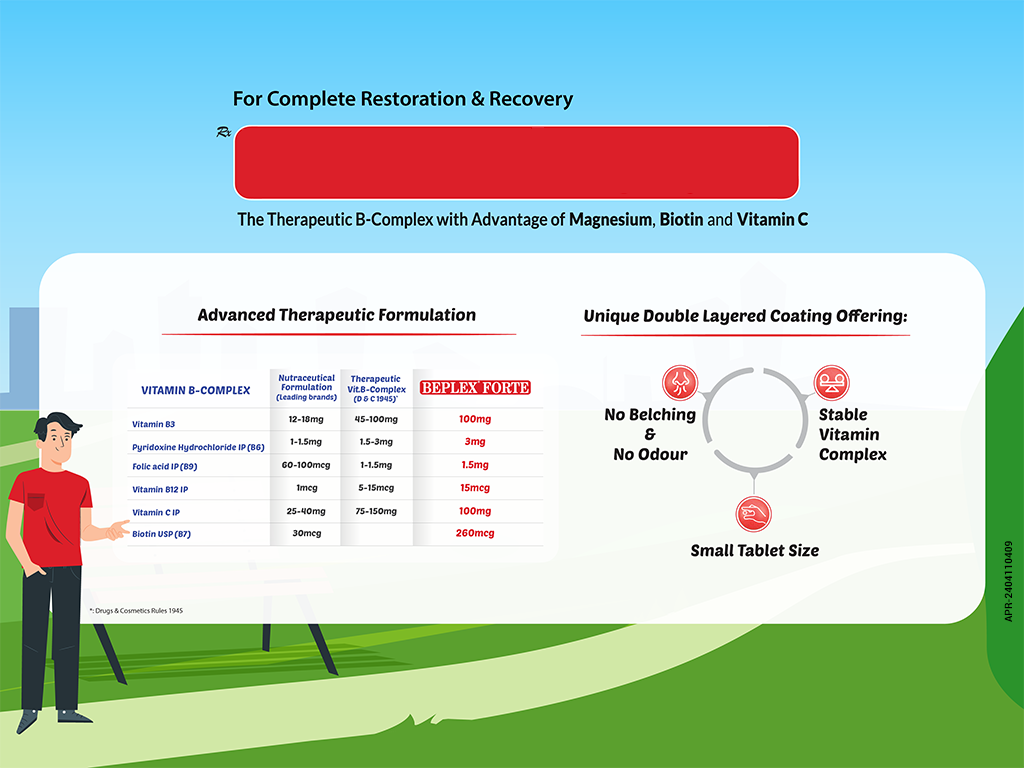 For Complete Restoration & Recovery
Rx
The Therapeutic B-Complex with Advantage of Magnesium, Biotin and Vitamin C
Advanced Therapeutic Formulation
VITAMIN B-COMPLEX
Nutraceutical
Formulation
(Leading brands)
Therapeutic
Vit.B-Complex
(D & C 1945)*
BEPLEX FORTE
Vitamin B3 12-18mg 45-100mg 100mg
Pyridoxine Hydrochloride IP (B6) 1-1.5mg 1.5-3mg 3mg
Folic acid IP (B9) 60-100mcg 1-1.5mg 1.5mg
Vitamin B12 IP 1mcg 5-15mcg 15mcg
Vitamin C IP 25-40mg 75-150mg 100mg
Biotin USP (B7) 30mcg 260mcg
*: Drugs & Cosmetics Rules 1945
Unique Double Layered Coating Offering:
No Belching
&
No Odour
Stable
Vitamin
Complex
Small Tablet Size
APR-2404110409